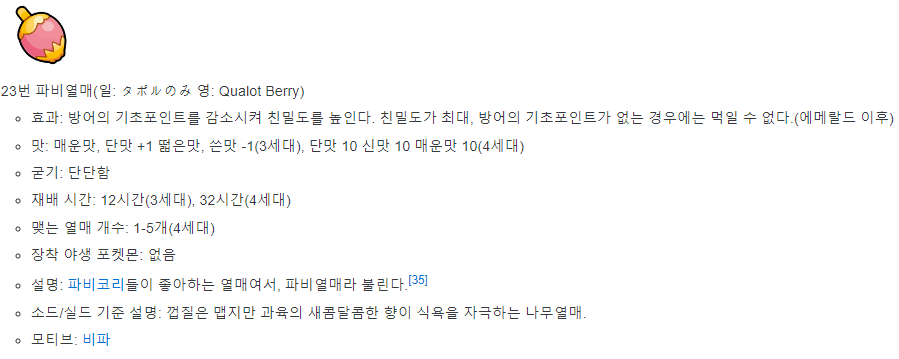 23번 파비열매(일: タポルのみ 영: Qualot Berry)
효과: 방어의 기초포인트를 감소시켜 친밀도를 높인다. 친밀도가 최대, 방어의 기초포인트가 없는 경우에는 먹일 수 없다.(에메랄드 이후)
맛: 매운맛, 단맛 +1 떫은맛, 쓴맛 -1(3세대), 단맛 10 신맛 10 매운맛 10(4세대)
굳기: 단단함
재배 시간: 12시간(3세대), 32시간(4세대)
맺는 열매 개수: 1-5개(4세대)
장착 야생 포켓몬: 없음
설명: 파비코리들이 좋아하는 열매여서, 파비열매라 불린다.[35]
소드/실드 기준 설명: 껍질은 맵지만 과육의 새콤달콤한 향이 식욕을 자극하는 나무열매.
모티브: 비파